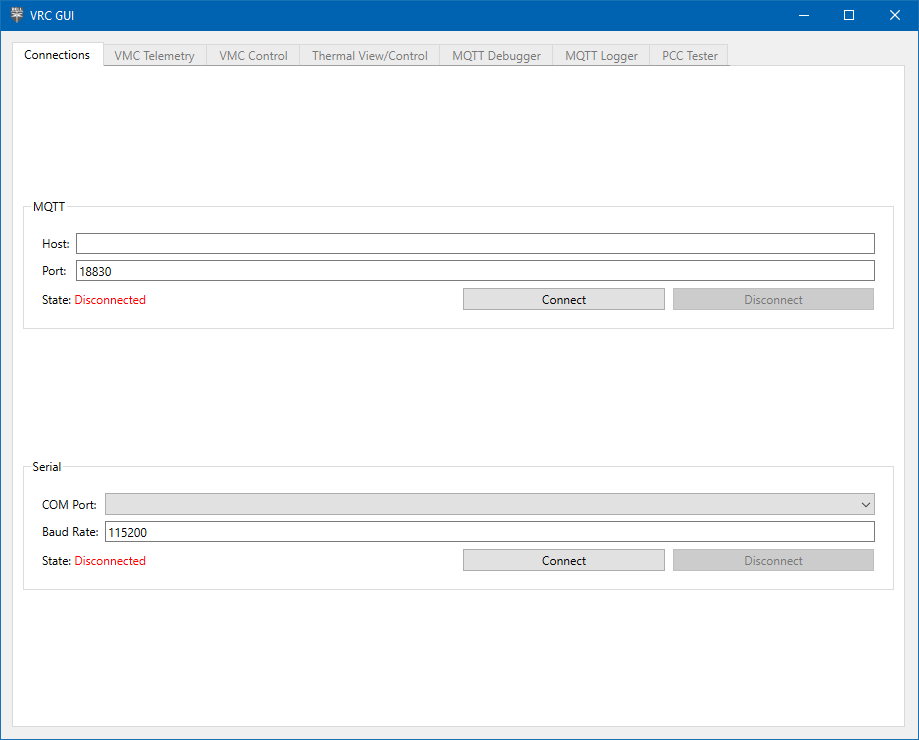 VRC GUI
Connections VMC Telemetry VMC Control Thermal View/Control MQTT Debugger MQTT Logger PCC Tester
MQTT
Host:
Port: 18830
State: Disconnected Connect Disconnect
Serial
COM Port:
Baud Rate: 115200
State: Disconnected Connect Disconnect